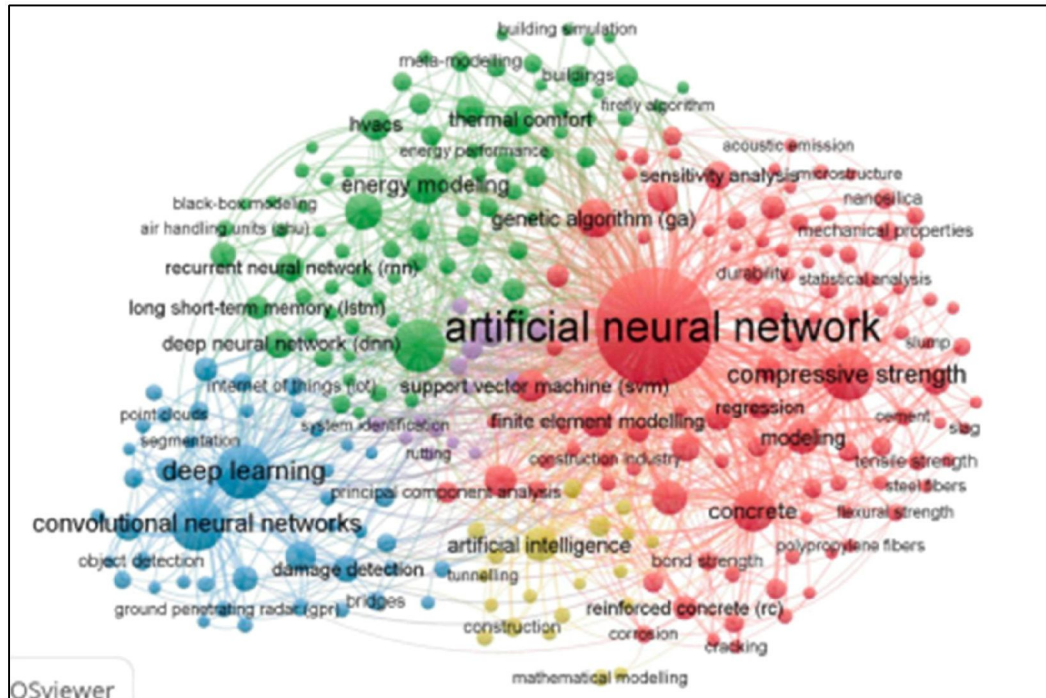 building simulation
meta-modelling
buildings
firefly algorithm
hvacs
thermal comfort
acoustic emission
energy performance
sensitivity analysis
microstructure
energy modeling
nanosilica
black-box modeling
genetic algorithm (ga)
air handling units (ahu)
mechanical properties
recurrent neural network (rnn)
durability
statistical analysis
long short-term memory (lstm)
artificial neural network
deep neural network (dnn)
slump
internet of things (iot)
support vector machine (svm)
compressive strength
point clouds
system identification
finite element modelling
regression
cement
slag
segmentation
rutting
construction industry
modeling
deep learning
tensile strength
principal component analysis
steel fibers
convolutional neural networks
concrete
flexural strength
object detection
artificial intelligence
polypropylene fibers
damage detection
tunnelling
bond strength
ground penetrating radar (gpr)
bridges
reinforced concrete (rc)
construction
corrosion
cracking
mathematical modelling
OSviewer